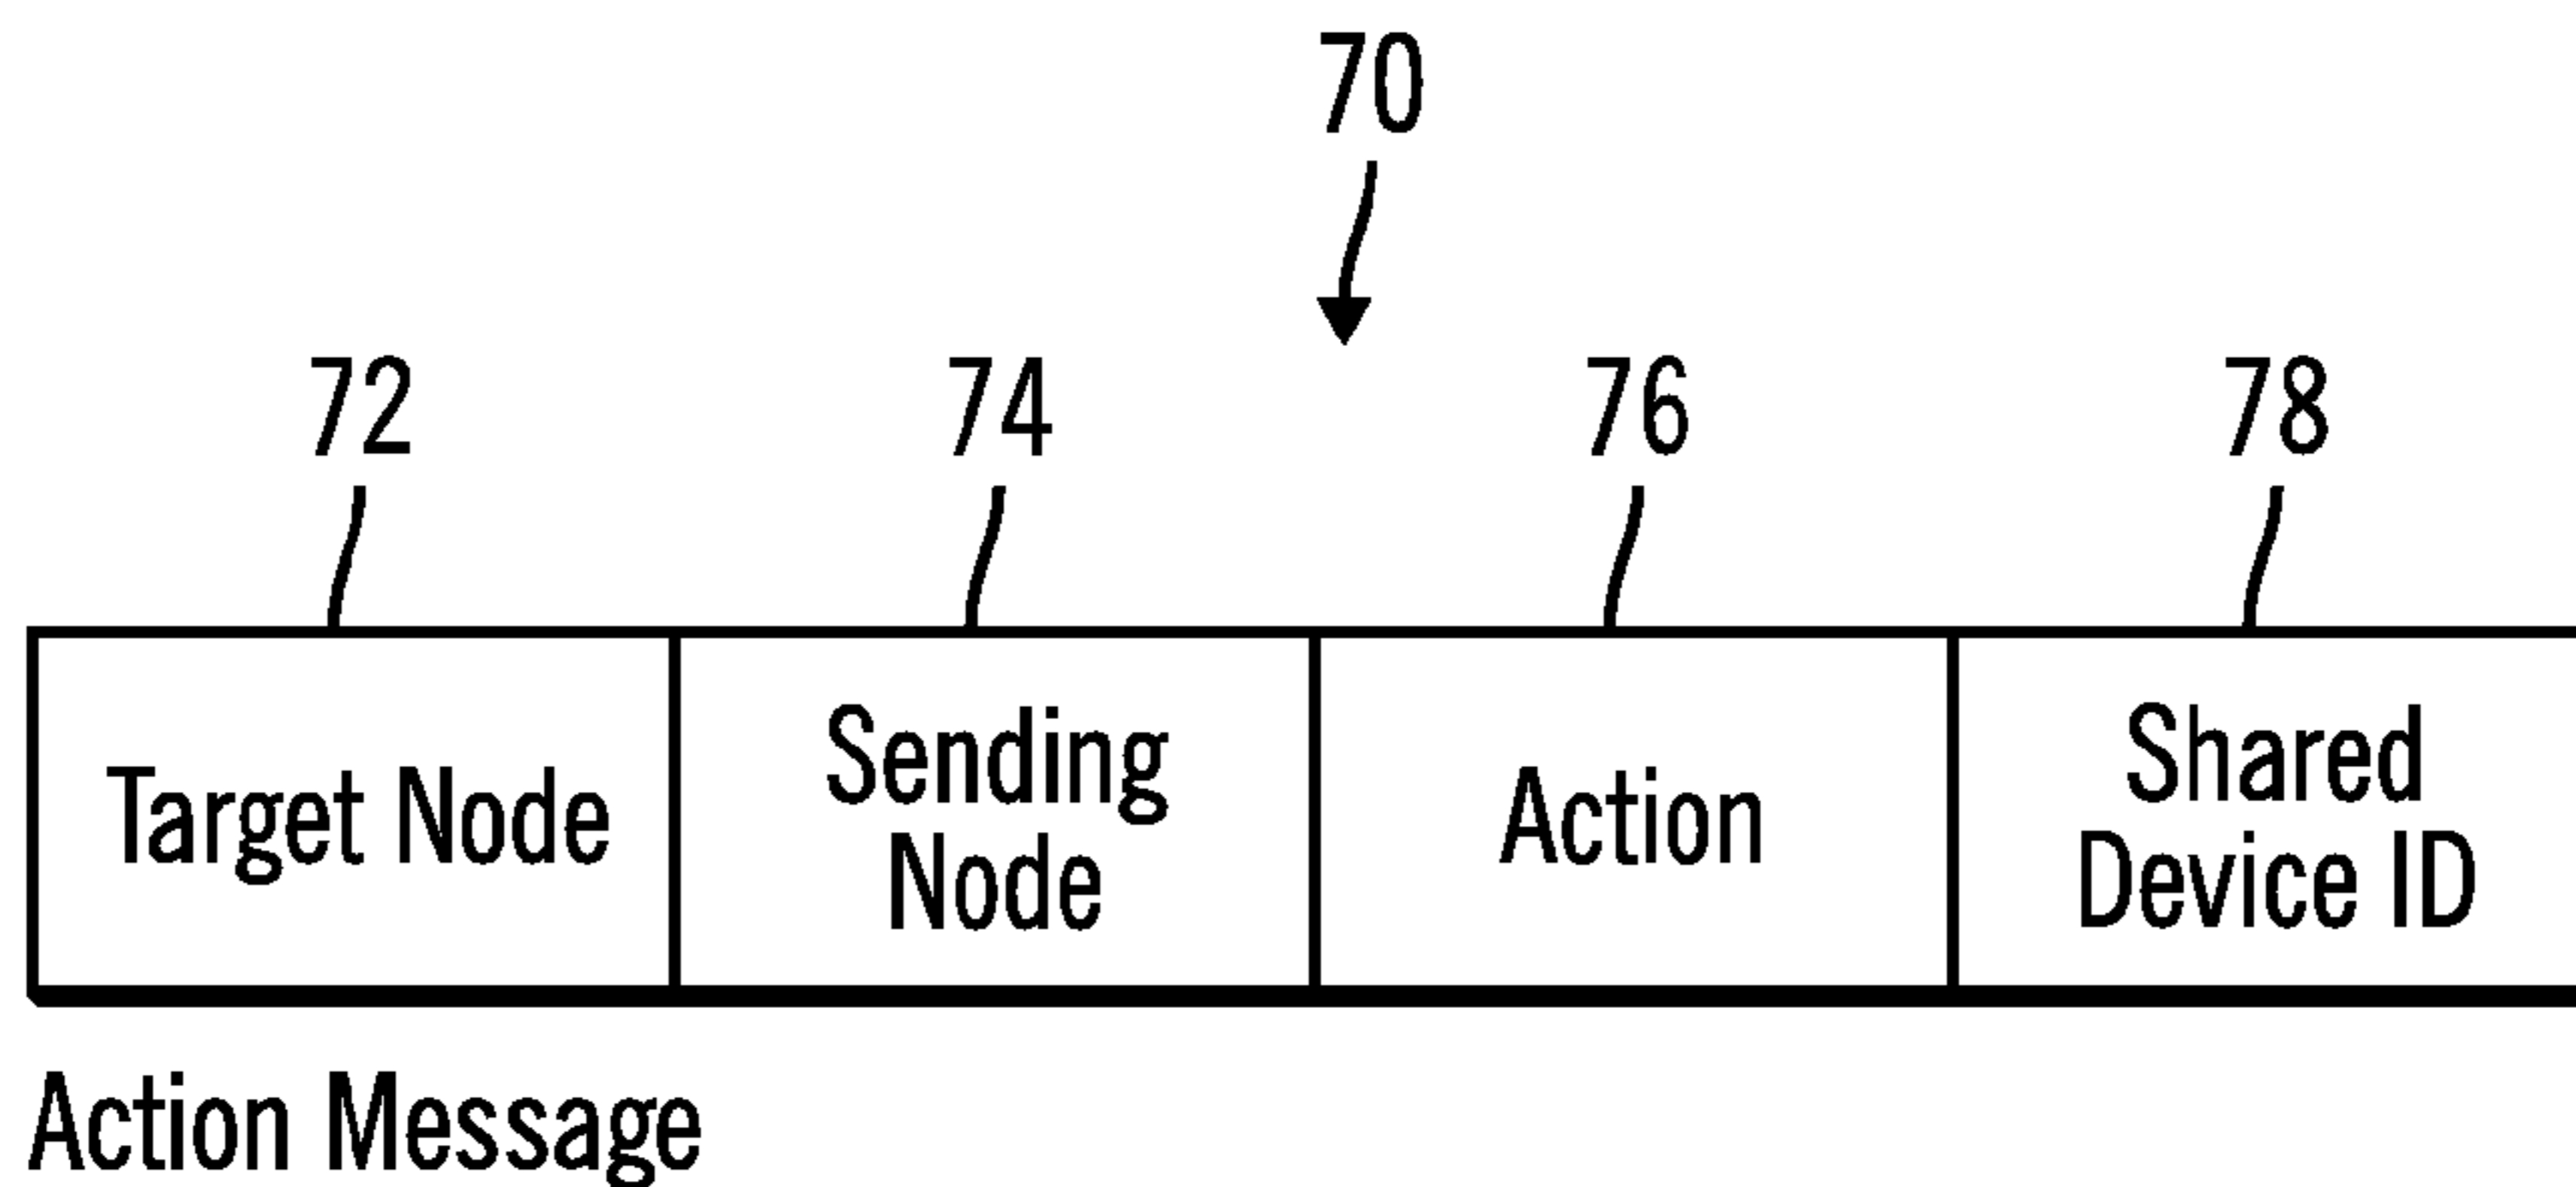 70
72 74 76 78
Target Node
Sending
Node
Action
Shared
Device ID
Action Message